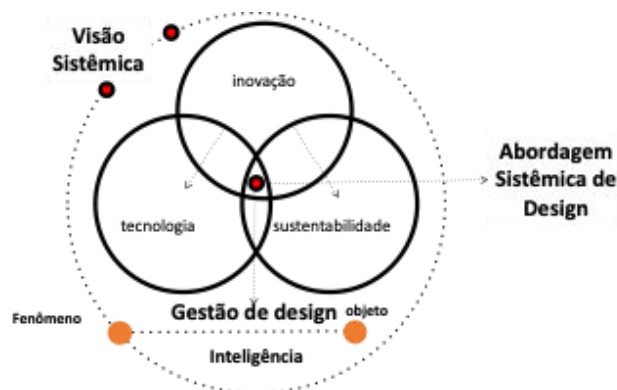 Visão
Sistêmica
inovação
Abordagem
Sistêmica de
Design
tecnologia
sustentabilidade
Fenômeno
Gestão de design
objeto
Inteligência